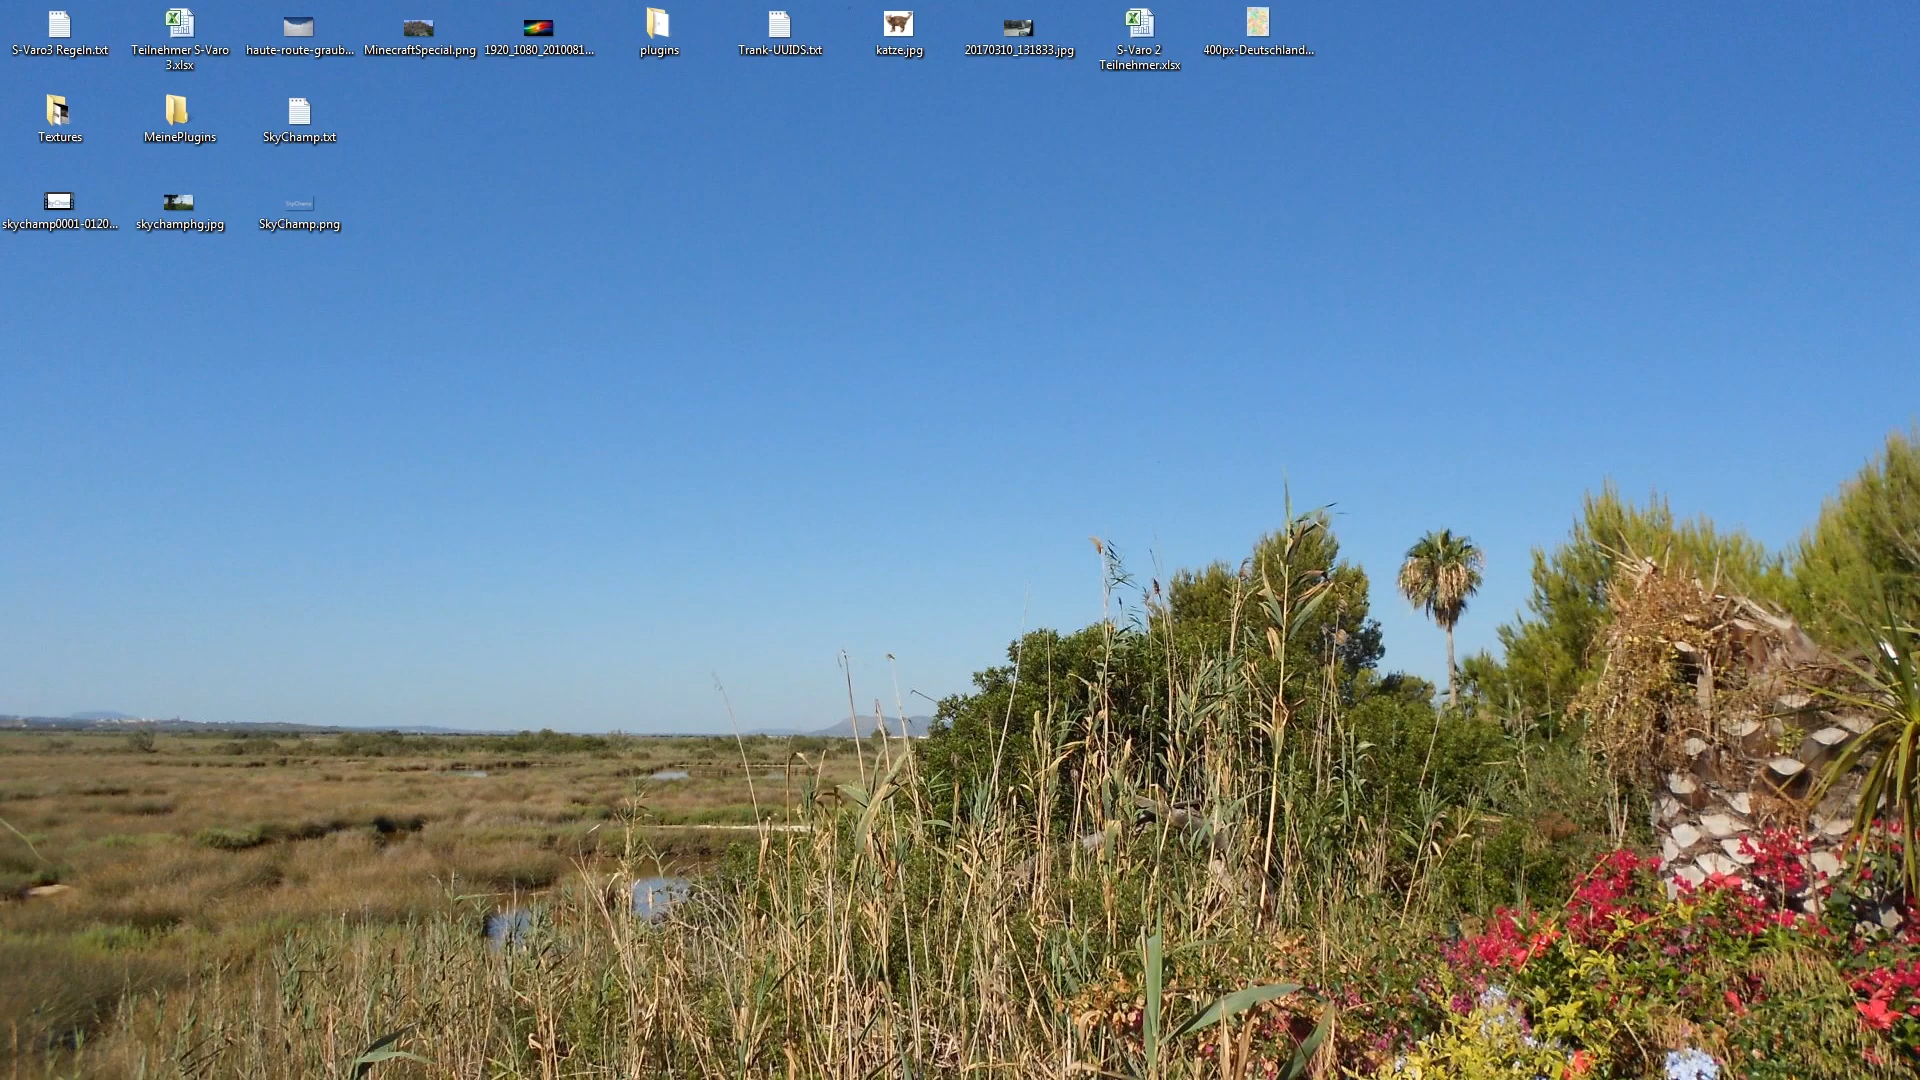 S-Varo3 Regeln.txt
Teilnehmer S-Varo
3.xlsx
haute-route-graub...
MinecraftSpecial.png
1920_1080_2010081...
plugins
Trank-UUIDS.txt
katze.jpg
20170310_131833.jpg
S-Varo 2
Teilnehmer.xlsx
400px-Deutschland...
Textures
MeinePlugins
SkyChamp.txt
skychamp0001-0120...
skychamphg.jpg
SkyChamp.png